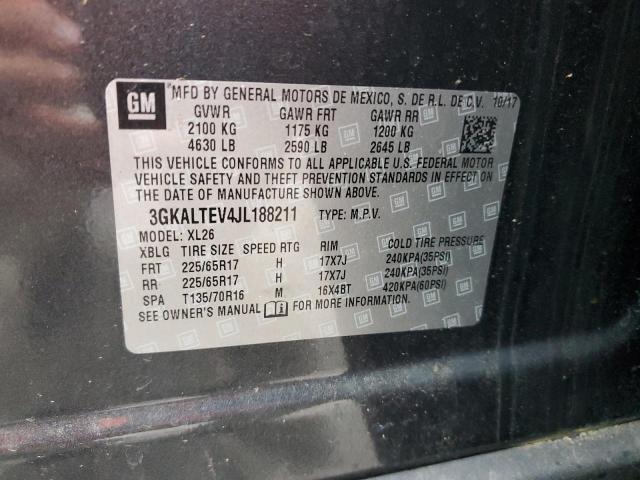 GM
MFD BY GENERAL MOTORS DE MEXICO, S. DE R.L. DE C.V. 10/17
GVWR GAWR FRT GAWR RR
2100 KG 1175 KG 1200 KG
4630 LB 2590 LB 2645 LB
THIS VEHICLE CONFORMS TO ALL APPLICABLE U.S. FEDERAL MOTOR
VEHICLE SAFETY AND THEFT PREVENTION STANDARDS IN EFFECT ON
THE DATE OF MANUFACTURE SHOWN ABOVE.
3GKALTEV4JL188211 TYPE: M.P.V.
MODEL: XL26
XBLG TIRE SIZE SPEED RTG RIM COLD TIRE PRESSURE
FRT 225/65R17 H 17X7J 240KPA(35PSI)
RR 225/65R17 H 17X7J 240KPA(35PSI)
SPA T135/70R16 M 16X4BT 420KPA(60PSI)
SEE OWNER'S MANUAL FOR MORE INFORMATION.